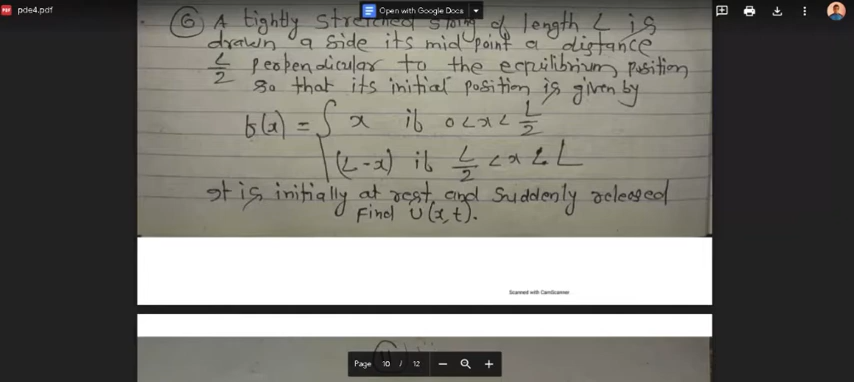 pde4.pdf
Open with Google Docs
⑥ A tightly stretched string of length L is
drawn a side its mid point a distance
L/2 perpendicular to the equilibrium position
so that its initial position is given by
f(x) = { x if 0 < x < L/2
(L-x) if L/2 < x < L
It is initially at rest and suddenly released
Find U(x,t).
Scanned with CamScanner
Page 10 / 12